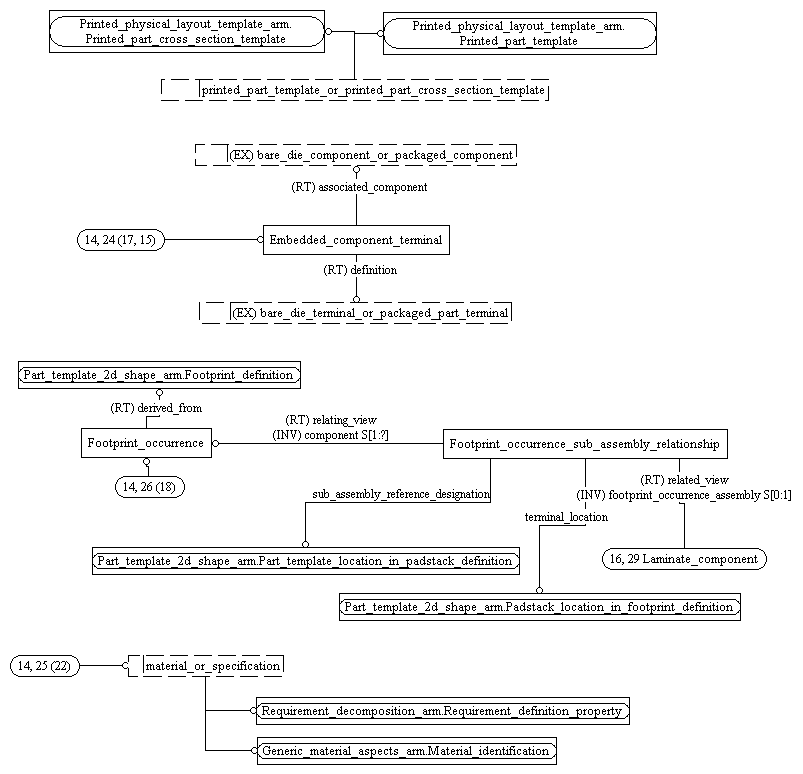 Printed_physical_layout_template_arm.
Printed_part_cross_section_template
Printed_physical_layout_template_arm.
Printed_part_template
printed_part_template_or_printed_part_cross_section_template
(EX) bare_die_component_or_packaged_component
(RT) associated_component
14, 24 (17, 15)
Embedded_component_terminal
(RT) definition
(EX) bare_die_terminal_or_packaged_part_terminal
Part_template_2d_shape_arm.Footprint_definition
(RT) derived_from
(RT) relating_view
(INV) component S[1:?]
Footprint_occurrence
Footprint_occurrence_sub_assembly_relationship
14, 26 (18)
sub_assembly_reference_designation
(RT) related_view
(INV) footprint_occurrence_assembly S[0:1]
terminal_location
Part_template_2d_shape_arm.Part_template_location_in_padstack_definition
16, 29 Laminate_component
Part_template_2d_shape_arm.Padstack_location_in_footprint_definition
14, 25 (22)
material_or_specification
Requirement_decomposition_arm.Requirement_definition_property
Generic_material_aspects_arm.Material_identification